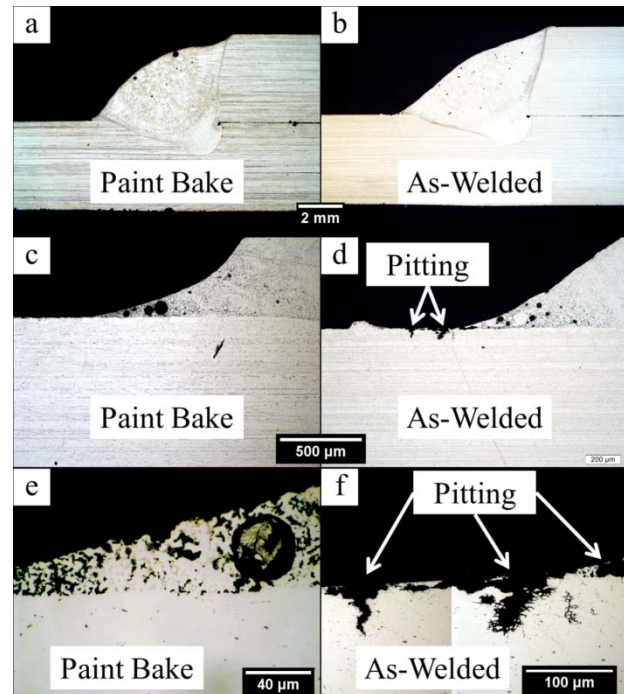 a
b
Paint Bake
As-Welded
2 mm
c
d
Pitting
Paint Bake
As-Welded
500 µm
200 µm
e
f
Pitting
Paint Bake
As-Welded
40 µm
100 µm